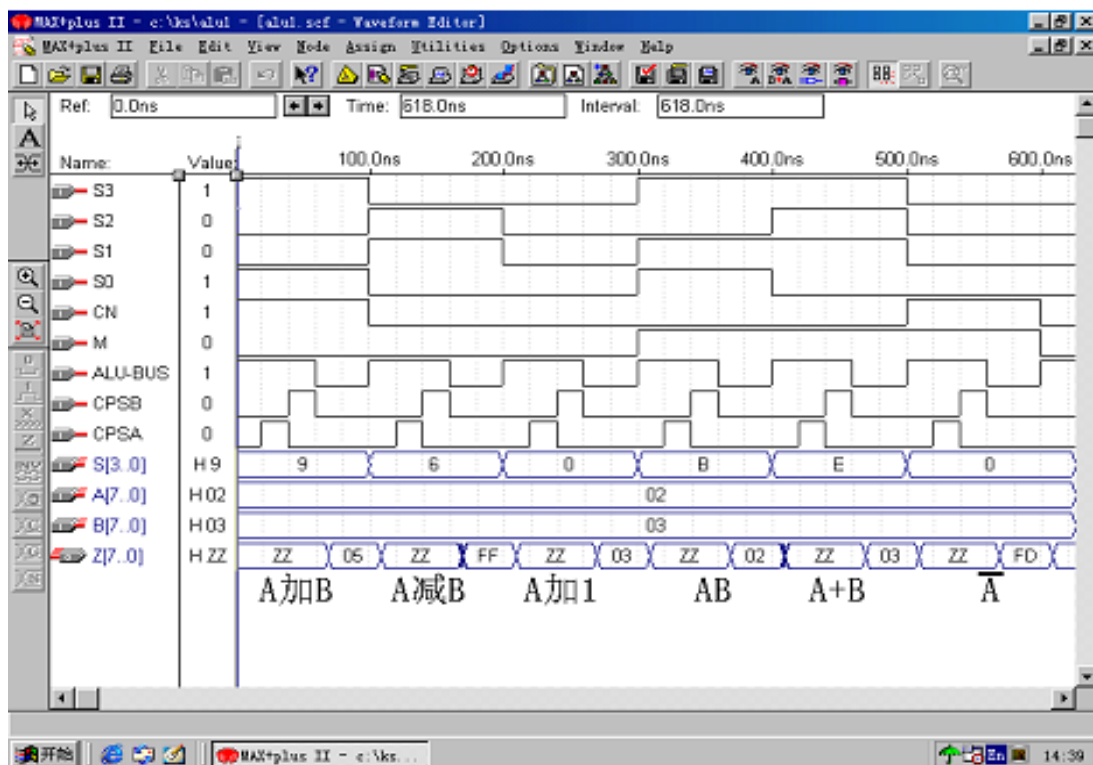 MAX+plus II - c:\ks\alu1 - [alu1.scf - Waveform Editor]
MAX+plus II File Edit View Node Assign Utilities Options Window Help
Ref: 0.0ns Time: 618.0ns Interval: 618.0ns
Name: Value: 100.0ns 200.0ns 300.0ns 400.0ns 500.0ns 600.0ns
S3 1
S2 0
S1 0
S0 1
CN 1
M 0
ALU-BUS 1
CPSB 0
CPSA 0
S[3..0] H 9 9 6 0 B E 0
A[7..0] H 02 02
B[7..0] H 03 03
Z[7..0] H ZZ ZZ 05 ZZ FF ZZ 03 ZZ 02 ZZ 03 ZZ FD
A加B A减B A加1 AB A+B A̅
开始 MAX+plus II - c:\ks... En 14:39